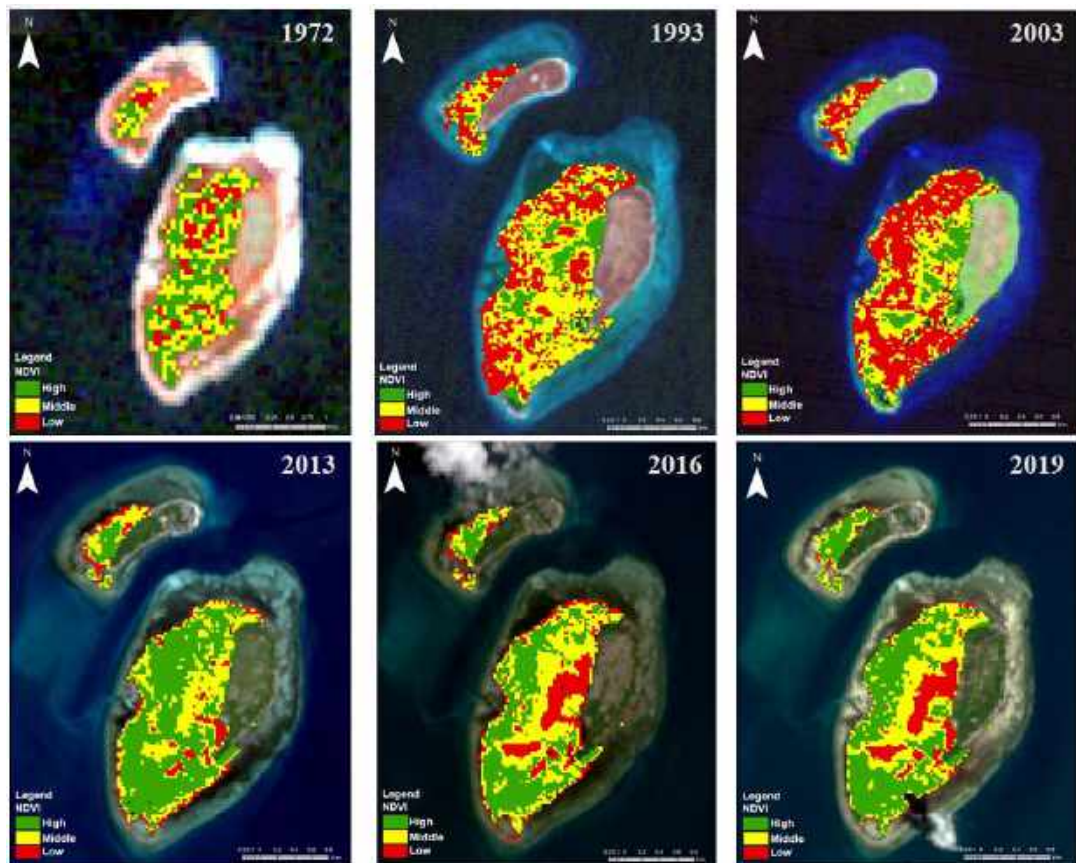 N
1972
Legend
NDVI
High
Middle
Low
N
1993
Legend
NDVI
High
Middle
Low
N
2003
Legend
NDVI
High
Middle
Low
N
2013
Legend
NDVI
High
Middle
Low
N
2016
Legend
NDVI
High
Middle
Low
N
2019
Legend
NDVI
High
Middle
Low